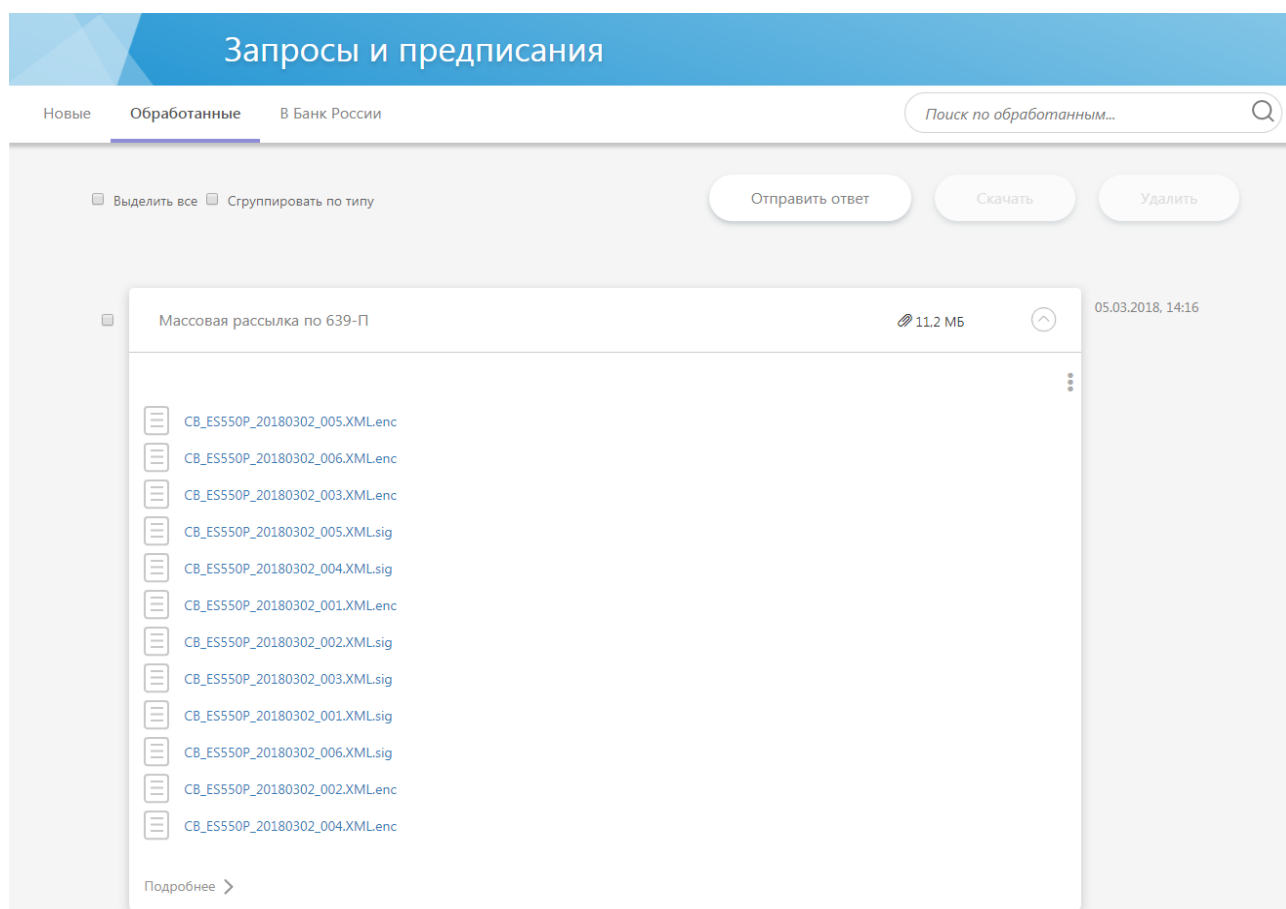 Запросы и предписания
Новые Обработанные В Банк России Поиск по обработанным...
Выделить все Сгруппировать по типу Отправить ответ Скачать Удалить
Массовая рассылка по 639-П 11,2 МБ 05.03.2018, 14:16
CB_ES550P_20180302_005.XML.enc
CB_ES550P_20180302_006.XML.enc
CB_ES550P_20180302_003.XML.enc
CB_ES550P_20180302_005.XML.sig
CB_ES550P_20180302_004.XML.sig
CB_ES550P_20180302_001.XML.enc
CB_ES550P_20180302_002.XML.sig
CB_ES550P_20180302_003.XML.sig
CB_ES550P_20180302_001.XML.sig
CB_ES550P_20180302_006.XML.sig
CB_ES550P_20180302_002.XML.enc
CB_ES550P_20180302_004.XML.enc
Подробнее